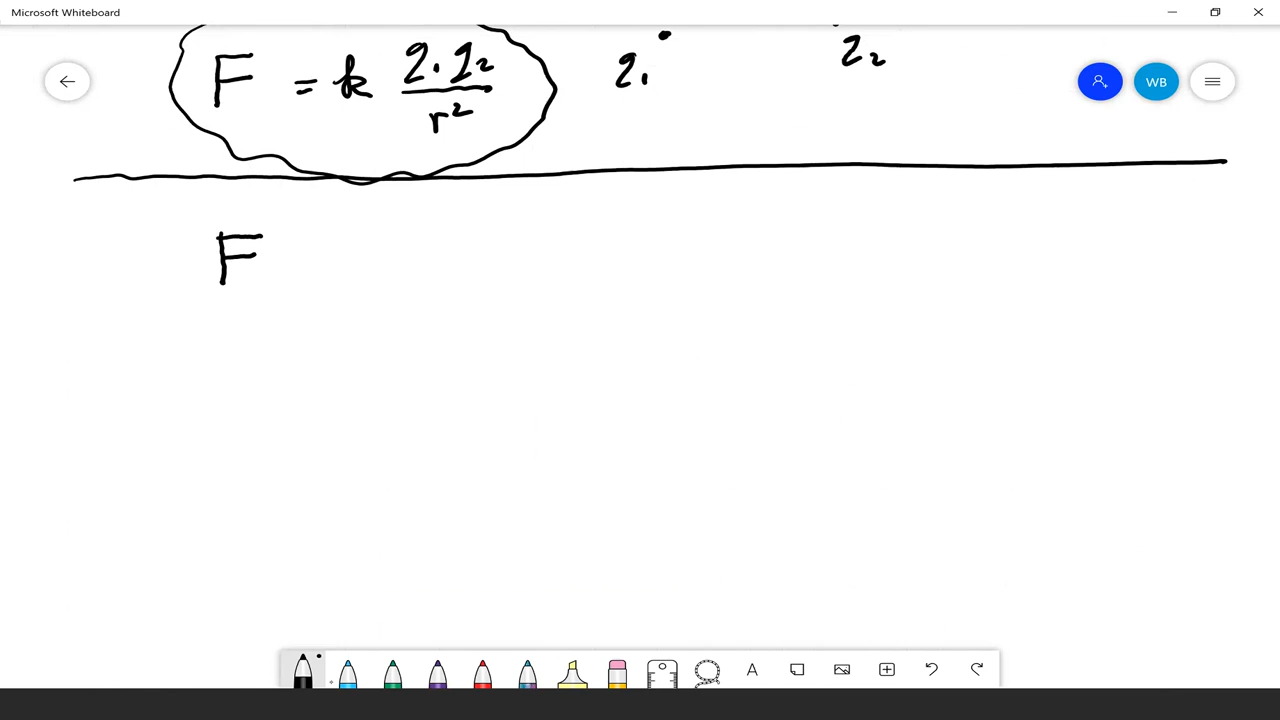 Microsoft Whiteboard
F = k q₁ q₂ / r²
q₁
q₂
WB
F
A